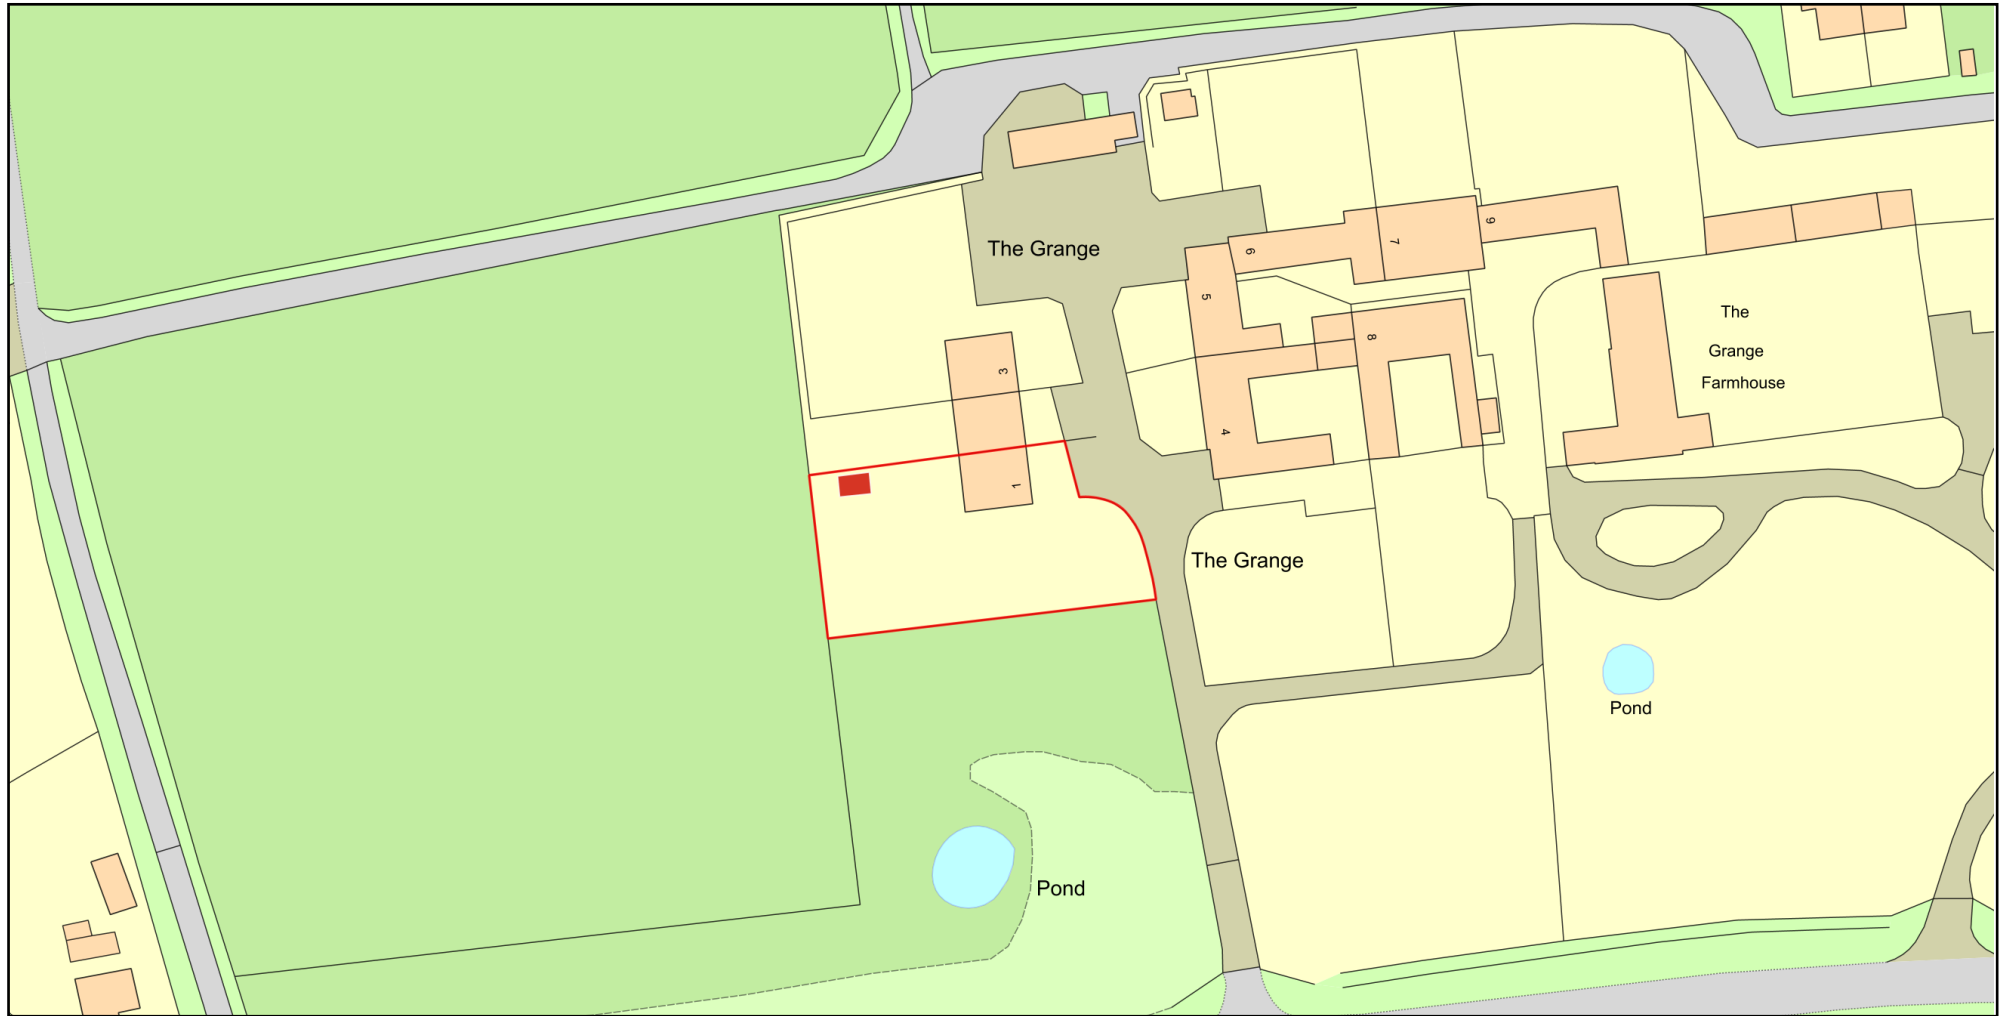 The Grange
6
7
9
5
3
8
The
Grange
Farmhouse
4
1
The Grange
Pond
Pond